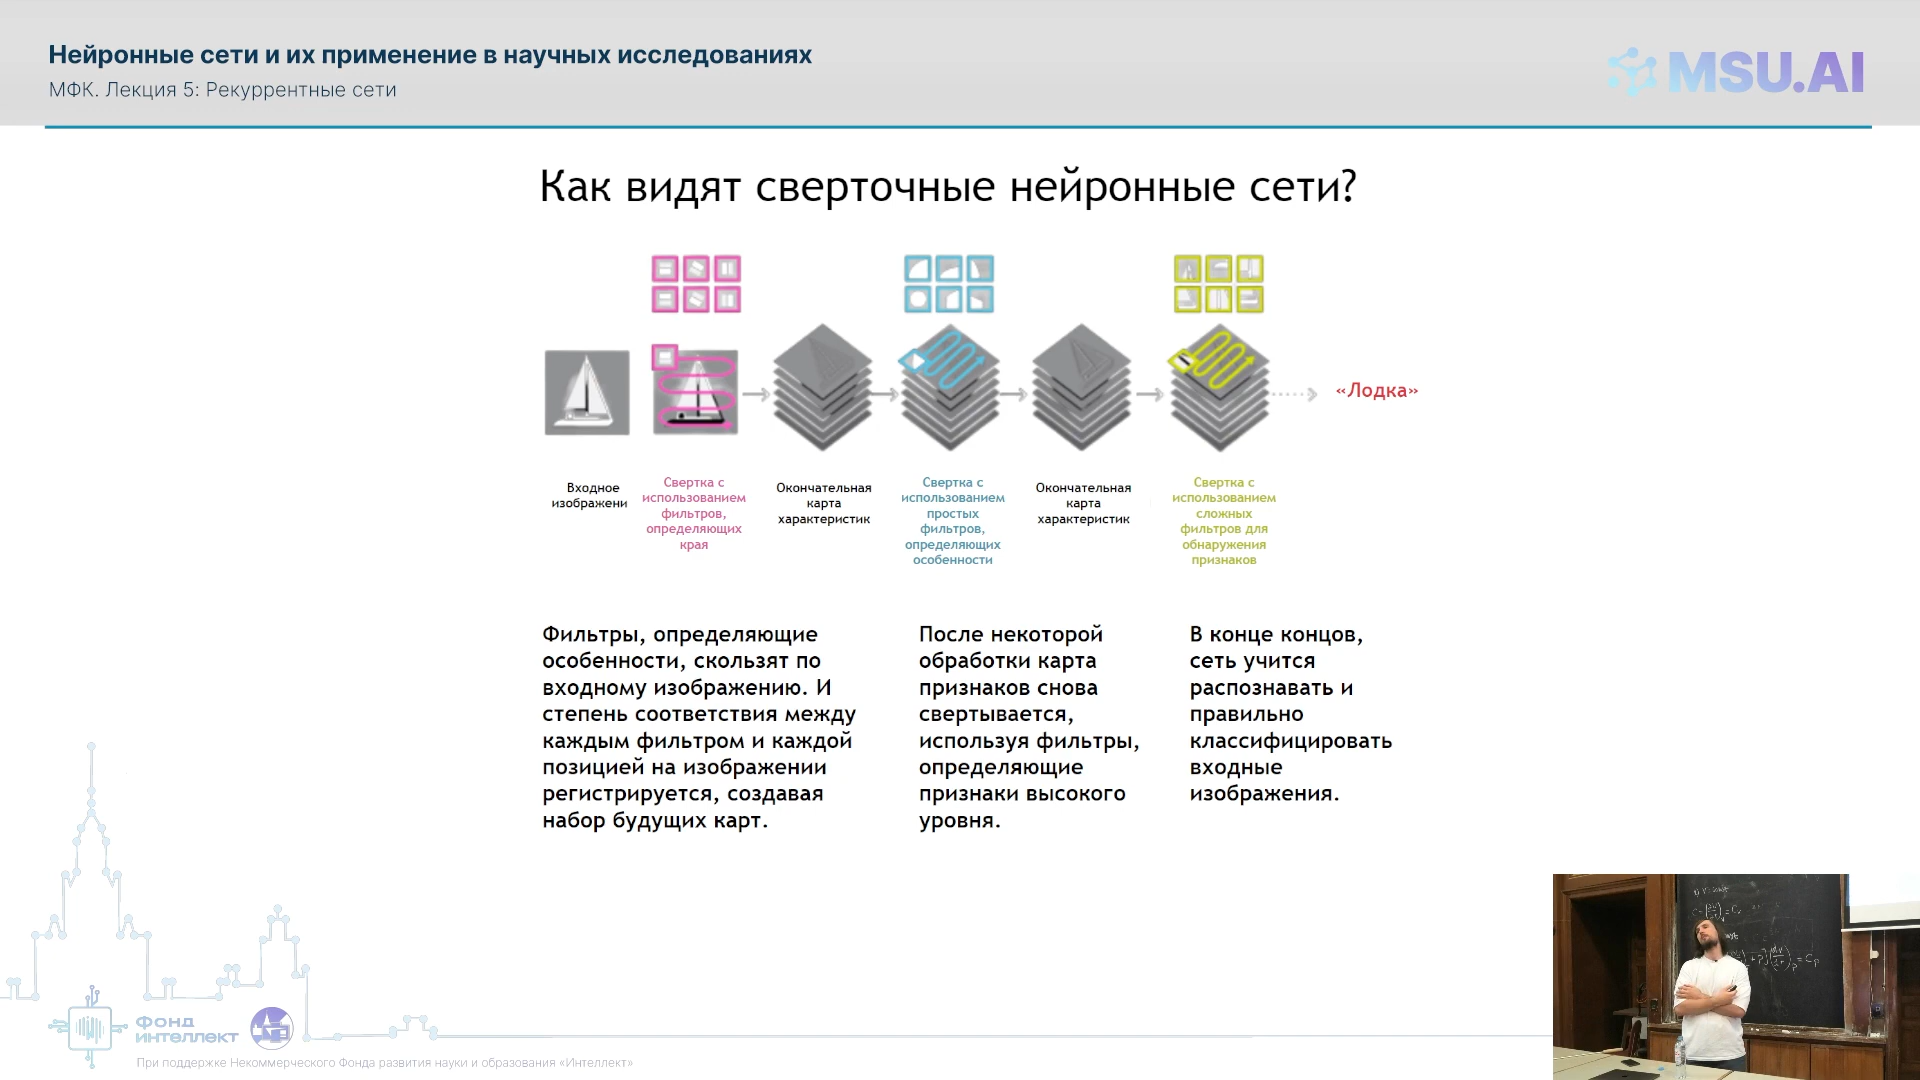 Нейронные сети и их применение в научных исследованиях
МФК. Лекция 5: Рекуррентные сети
MSU.AI
Как видят сверточные нейронные сети?
«Лодка»
Входное
изображени
Свертка с
использованием
фильтров,
определяющих
края
Окончательная
карта
характеристик
Свертка с
использованием
простых
фильтров,
определяющих
особенности
Окончательная
карта
характеристик
Свертка с
использованием
сложных
фильтров для
обнаружения
признаков
Фильтры, определяющие
особенности, скользят по
входному изображению. И
степень соответствия между
каждым фильтром и каждой
позицией на изображении
регистрируется, создавая
набор будущих карт.
После некоторой
обработки карта
признаков снова
свертывается,
используя фильтры,
определяющие
признаки высокого
уровня.
В конце концов,
сеть учится
распознавать и
правильно
классифицировать
входные
изображения.
Фонд
интеллект
При поддержке Некоммерческого Фонда развития науки и образования «Интеллект»